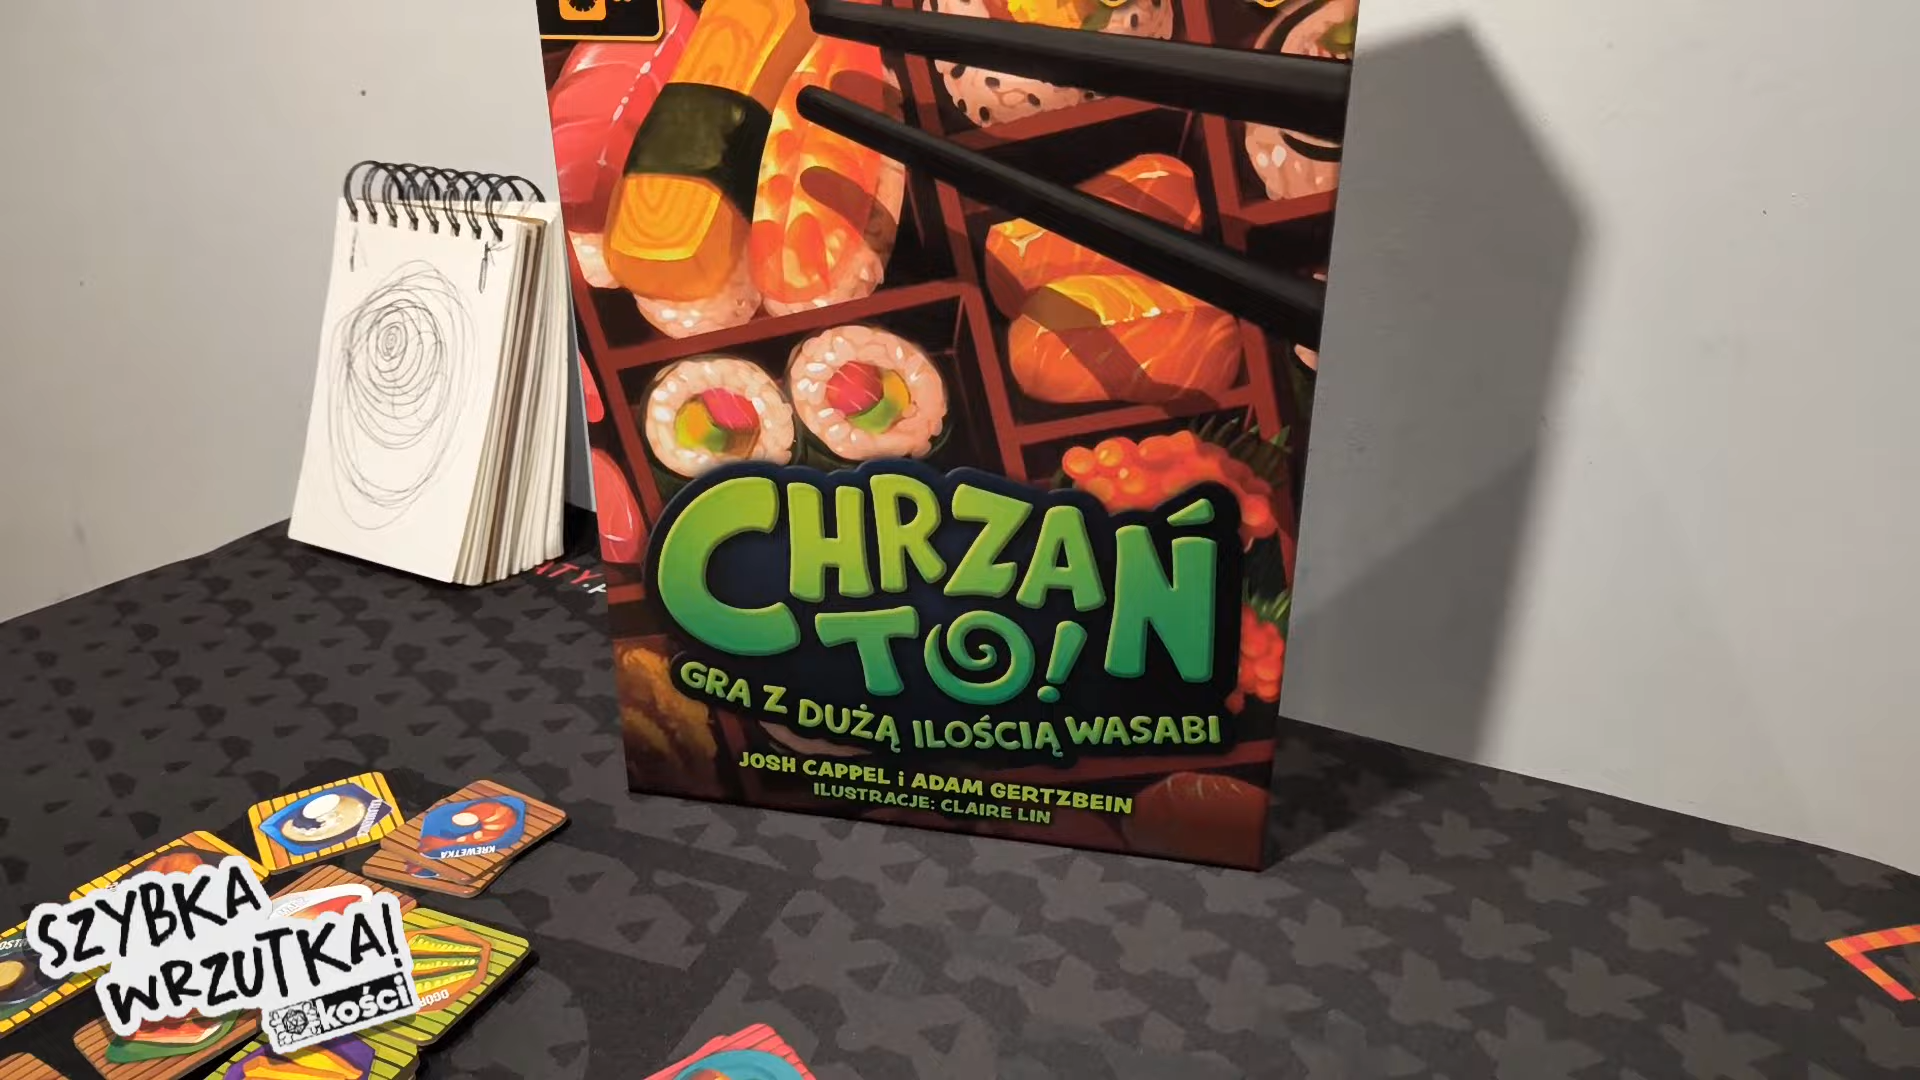 CHRZAŃ
TO!
GRA Z DUŻĄ ILOŚCIĄ WASABI
JOSH CAPPEL i ADAM GERTZBEIN
ILUSTRACJE: CLAIRE LIN
KREWETKA
SZYBKA
WRZUTKA!
kości